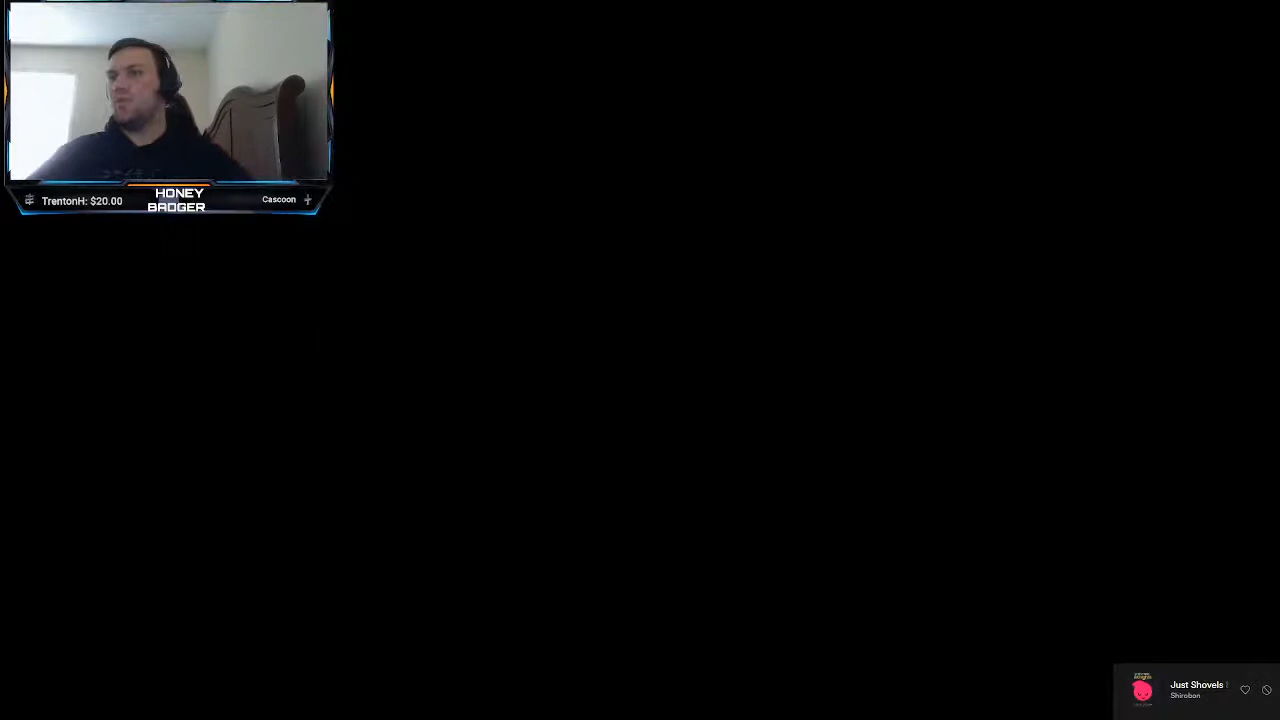 HONEY
BADGER
TrentonH: $20.00
Cascoon
Just Shovels
Shirobon